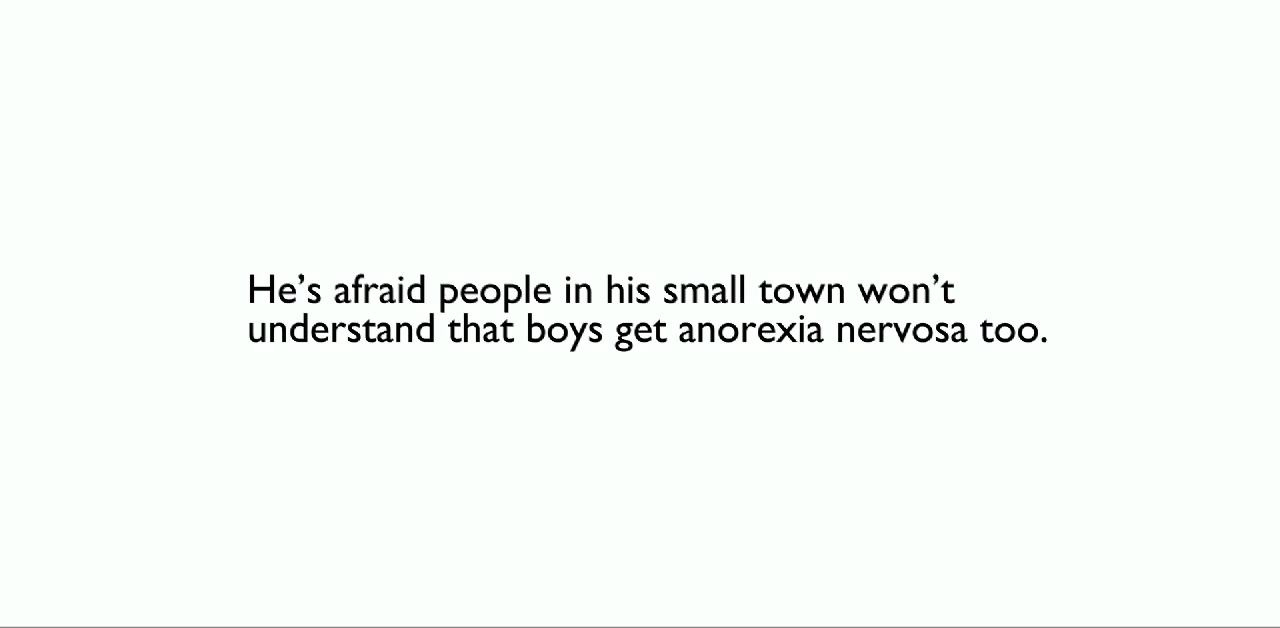 He’s afraid people in his small town won’t
understand that boys get anorexia nervosa too.